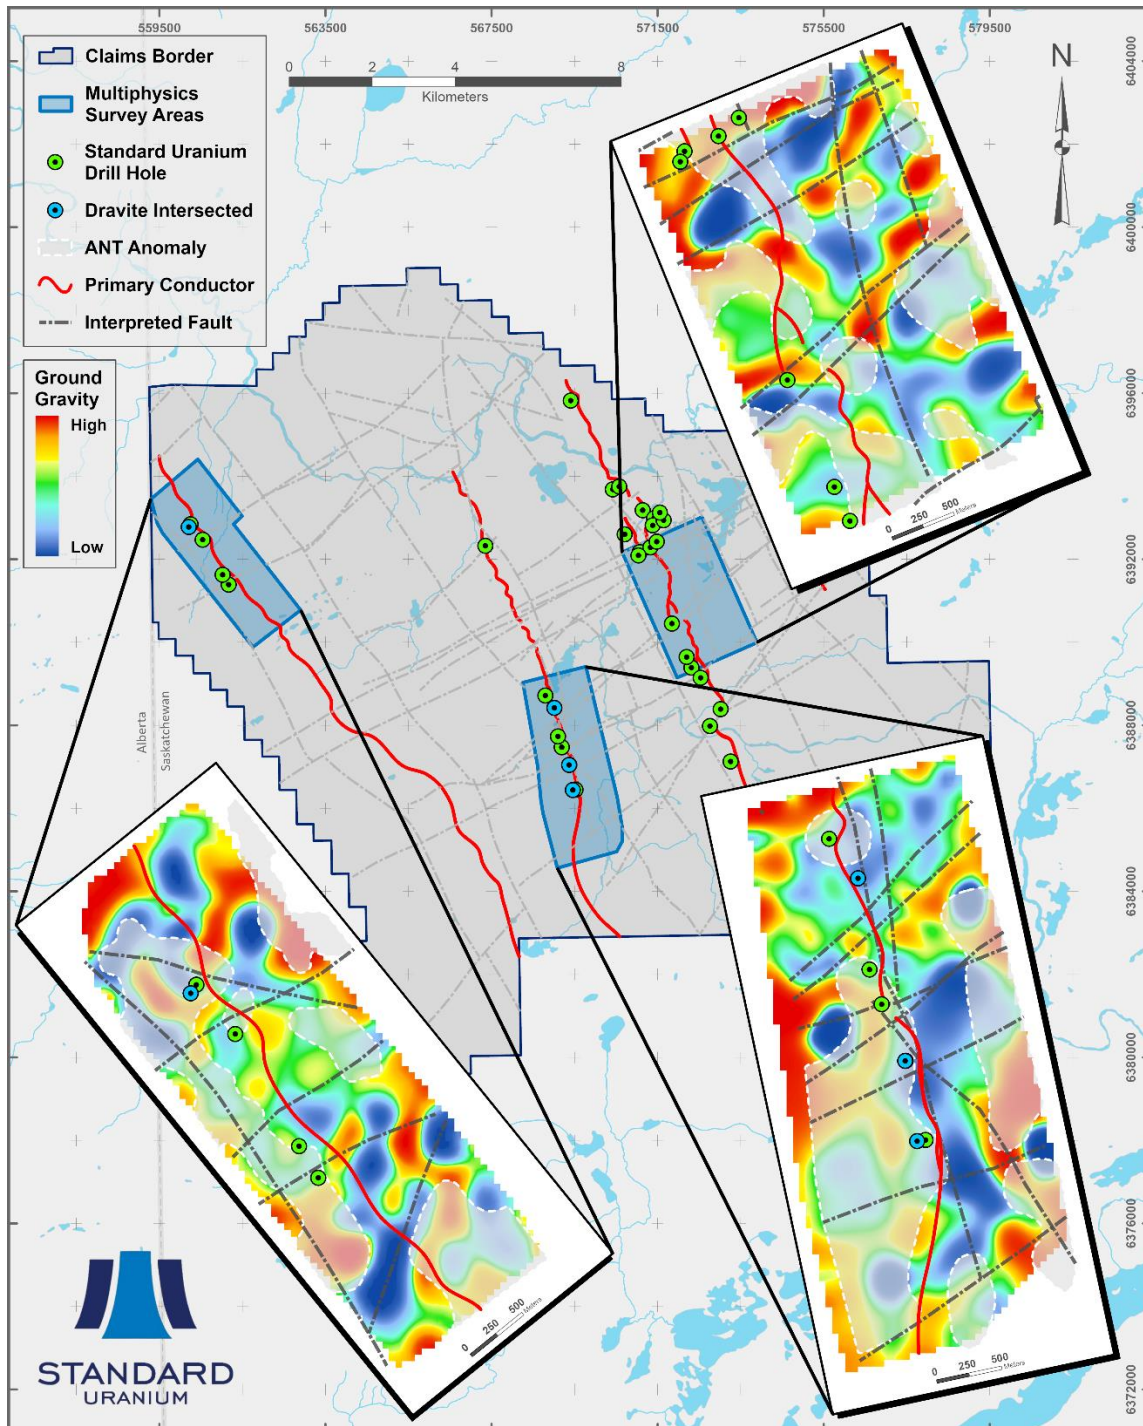 559500
563500
567500
571500
575500
579500
Claims Border
Multiphysics
Survey Areas
Standard Uranium
Drill Hole
Dravite Intersected
ANT Anomaly
Primary Conductor
Interpreted Fault
Ground
Gravity
High
Low
0 2 4 8
Kilometers
N
6404000
6400000
6396000
6392000
6388000
6384000
6380000
6376000
6372000
0 250 500
Meters
Alberta
Saskatchewan
0 250 500
Meters
0 250 500
Meters
STANDARD
URANIUM